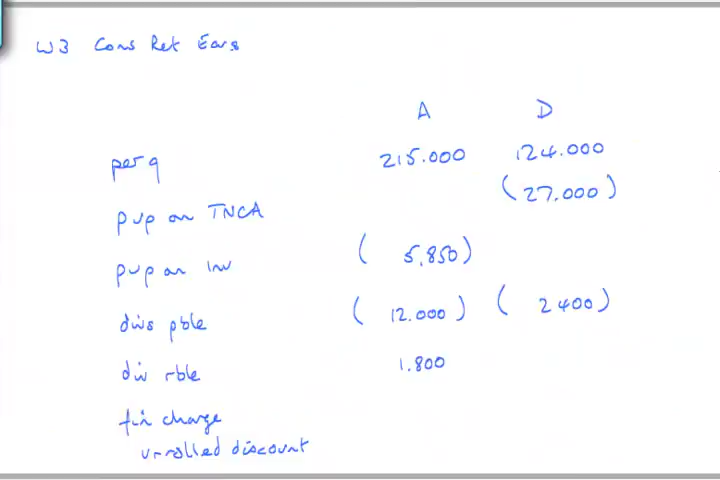 W3 Cons Ret Ears
A D
per q 215.000 124.000
pup on TNCA (27.000)
pup on inv (5.850)
divs pble (12.000) (2400)
div rble 1.800
fin charge
unrolled discount